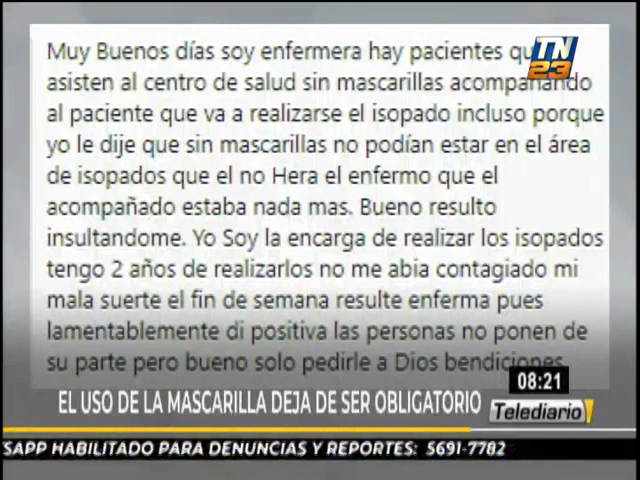 Muy Buenos días soy enfermera hay pacientes qu
TN
23
asisten al centro de salud sin mascarillas acompañando
al paciente que va a realizarse el isopado incluso porque
yo le dije que sin mascarillas no podían estar en el área
de isopados que el no Hera el enfermo que el
acompañado estaba nada mas. Bueno resulto
insultandome. Yo Soy la encarga de realizar los isopados
tengo 2 años de realizarlos no me abia contagiado mi
mala suerte el fin de semana resulte enferma pues
lamentablemente di positiva las personas no ponen de
su parte pero bueno solo pedirle a Dios bendiciones
08:21
EL USO DE LA MASCARILLA DEJA DE SER OBLIGATORIO
Telediario
TSAPP HABILITADO PARA DENUNCIAS Y REPORTES: 5691-7782